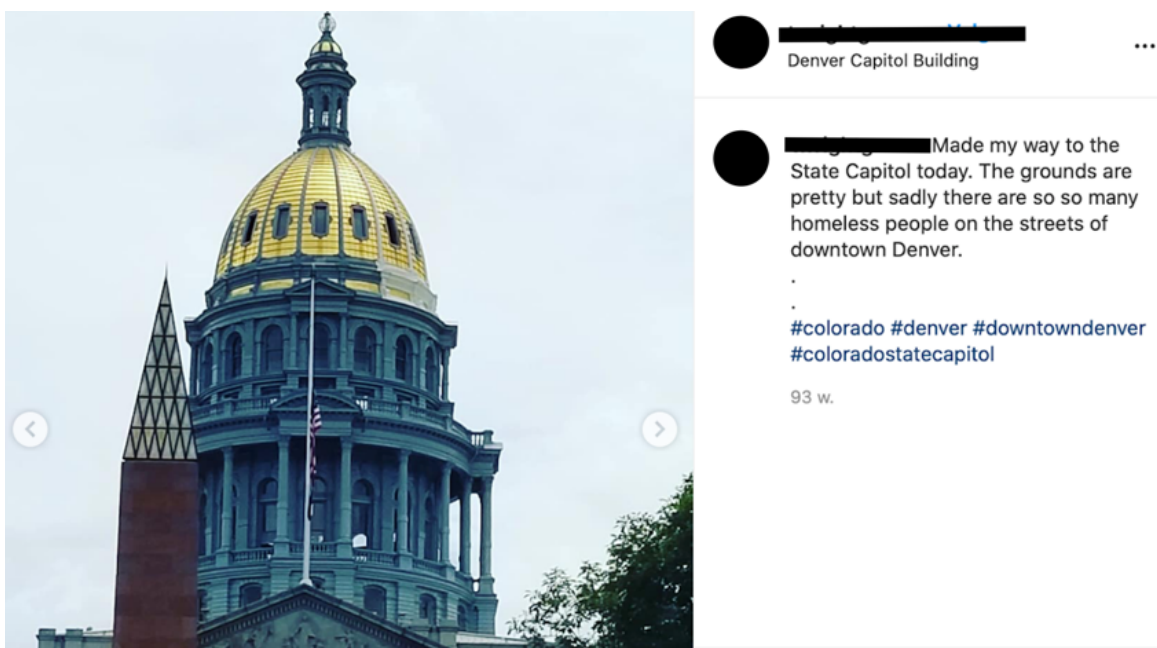 Denver Capitol Building
Made my way to the
State Capitol today. The grounds are
pretty but sadly there are so so many
homeless people on the streets of
downtown Denver.
.
.
#colorado #denver #downtowndenver
#coloradostatecapitol
93 w.